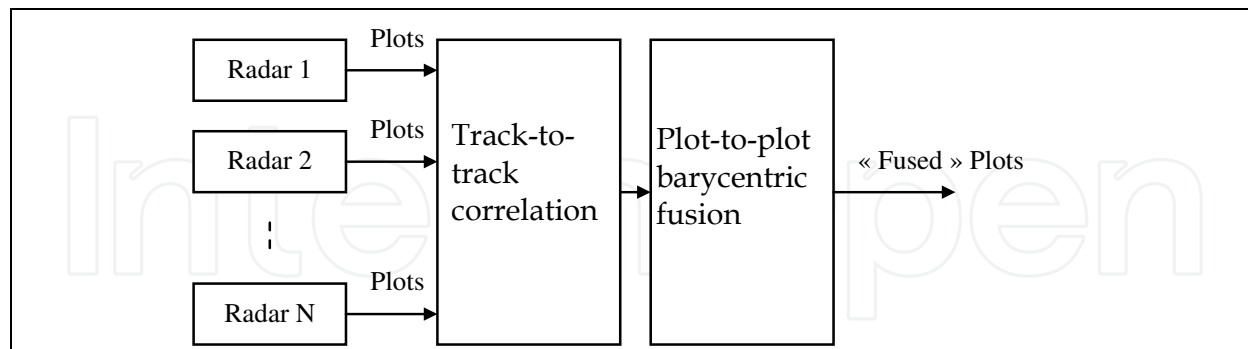 Plots
Radar 1
Plots
Radar 2
Plots
Radar N
Track-to-
track
correlation
Plot-to-plot
barycentric
fusion
« Fused » Plots
IntechOpen